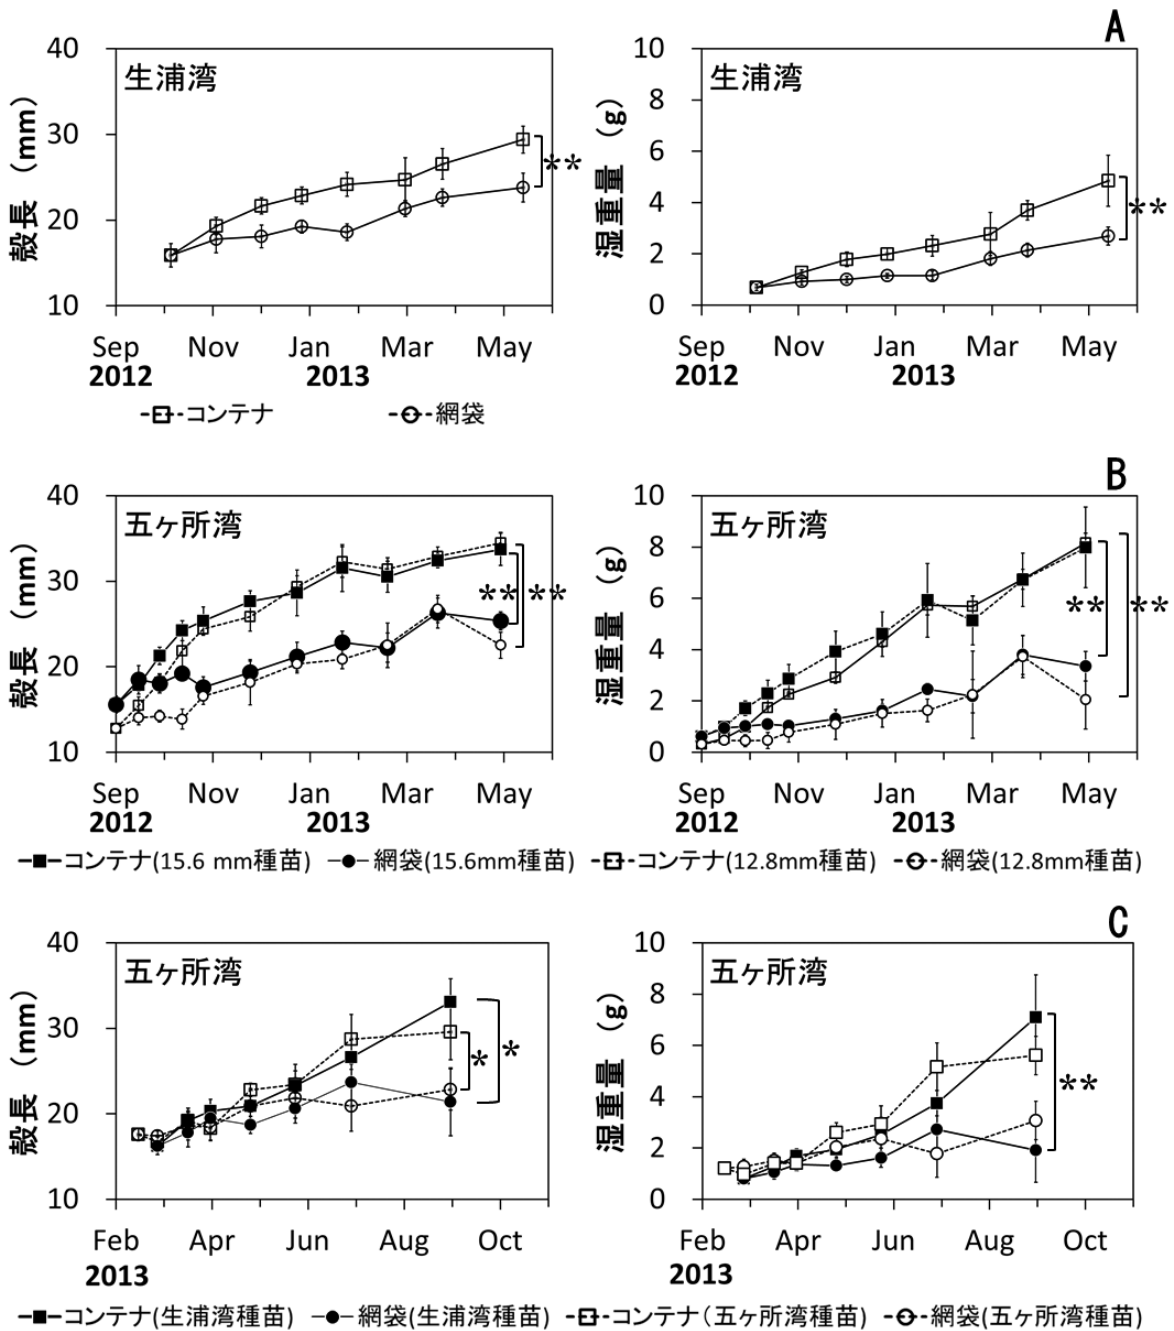 A
40
30
20
10
殻長 (mm)
生浦湾
**
Sep
Nov
Jan
Mar
May
2012
2013
10
8
6
4
2
0
湿重量 (g)
生浦湾
**
Sep
Nov
Jan
Mar
May
2012
2013
コンテナ
網袋
B
40
30
20
10
殻長 (mm)
五ヶ所湾
** **
Sep
Nov
Jan
Mar
May
2012
2013
10
8
6
4
2
0
湿重量 (g)
五ヶ所湾
** **
Sep
Nov
Jan
Mar
May
2012
2013
コンテナ(15.6 mm種苗)
網袋(15.6mm種苗)
コンテナ(12.8mm種苗)
網袋(12.8mm種苗)
C
40
30
20
10
殻長 (mm)
五ヶ所湾
* *
Feb
Apr
Jun
Aug
Oct
2013
10
8
6
4
2
0
湿重量 (g)
五ヶ所湾
**
Feb
Apr
Jun
Aug
Oct
2013
コンテナ(生浦湾種苗)
網袋(生浦湾種苗)
コンテナ(五ヶ所湾種苗)
網袋(五ヶ所湾種苗)